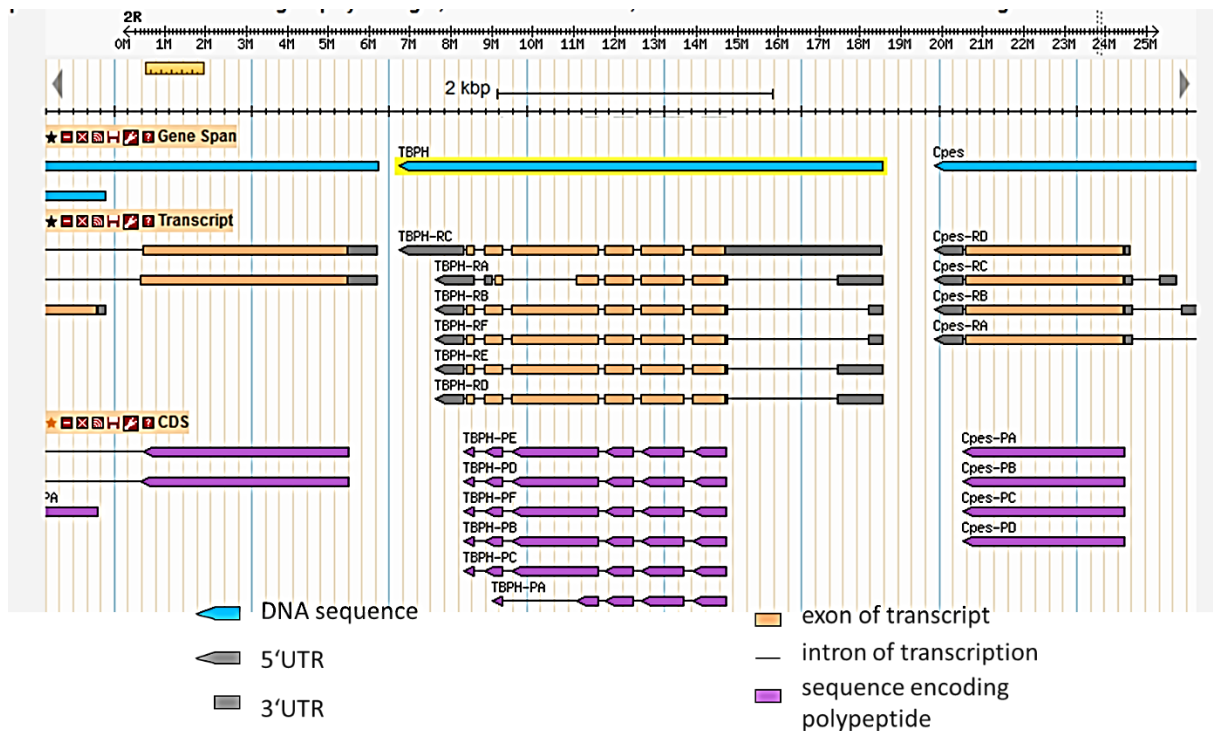 2R
0M 1M 2M 3M 4M 5M 6M 7M 8M 9M 10M 11M 12M 13M 14M 15M 16M 17M 18M 19M 20M 21M 22M 23M 24M 25M
2 kbp
Gene Span
TBPH
Cpes
Transcript
TBPH-RC
Cpes-RD
TBPH-RA
Cpes-RC
TBPH-RB
Cpes-RB
TBPH-RF
Cpes-RA
TBPH-RE
TBPH-RD
CDS
TBPH-PE
Cpes-PA
TBPH-PD
Cpes-PB
PA
TBPH-PF
Cpes-PC
TBPH-PB
Cpes-PD
TBPH-PC
TBPH-PA
DNA sequence
5‘UTR
3‘UTR
exon of transcript
intron of transcription
sequence encoding
polypeptide